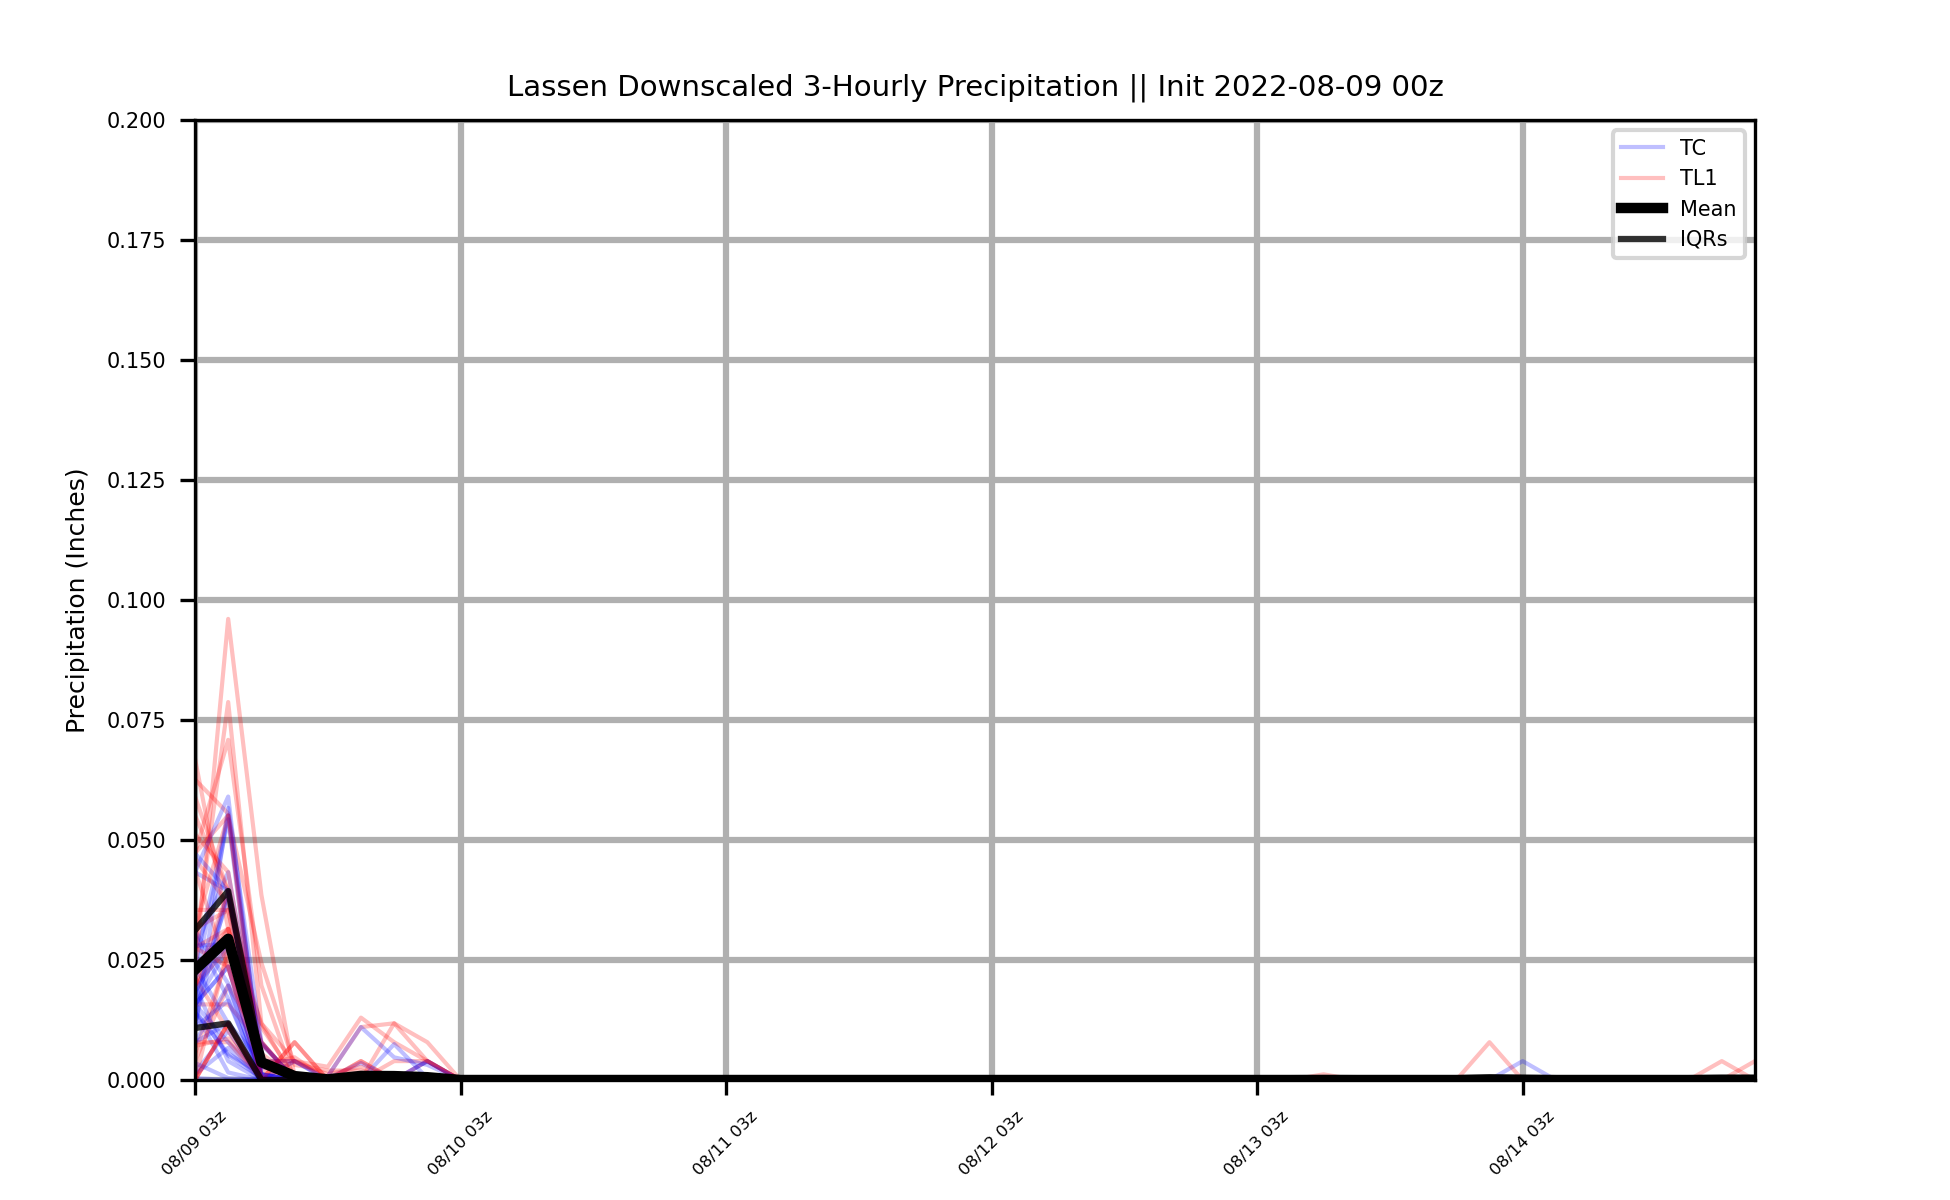 Lassen Downscaled 3-Hourly Precipitation || Init 2022-08-09 00z
0.200
0.175
0.150
0.125
0.100
0.075
0.050
0.025
0.000
Precipitation (Inches)
TC
TL1
Mean
IQRs
08/09 03z
08/10 03z
08/11 03z
08/12 03z
08/13 03z
08/14 03z